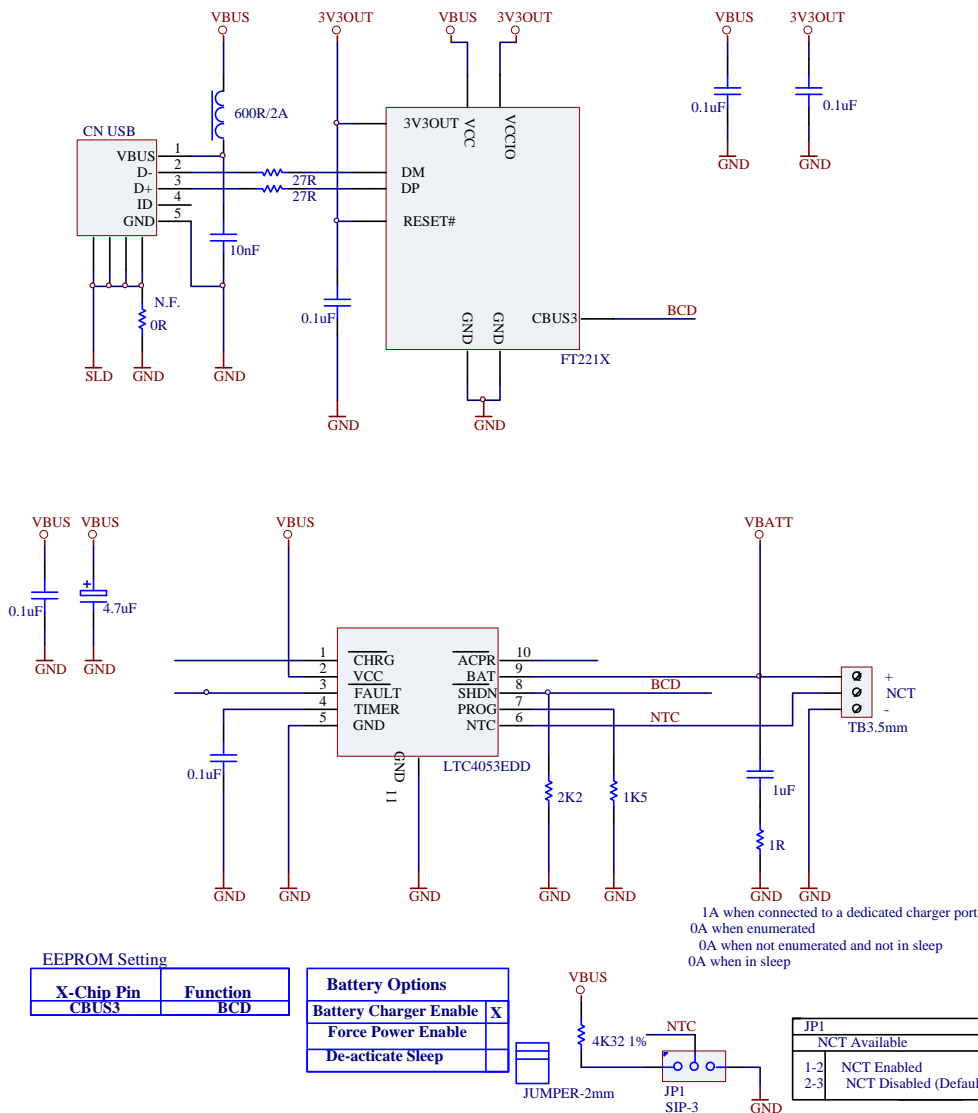 VBUS
3V3OUT
VBUS
3V3OUT
VBUS
3V3OUT
600R/2A
0.1uF
0.1uF
GND
GND
CN USB
VBUS
D-
D+
ID
GND
1
2
3
4
5
27R
27R
10nF
3V3OUT
VCC
VCCIO
DM
DP
RESET#
GND
GND
CBUS3
BCD
FT221X
N.F.
0R
0.1uF
SLD
GND
GND
GND
GND
VBUS
VBUS
VBUS
VBATT
0.1uF
4.7uF
GND
GND
1
2
3
4
5
CHRG
VCC
FAULT
TIMER
GND
ACPR
BAT
SHDN
PROG
NTC
10
9
8
7
6
GND
11
LTC4053EDD
BCD
NTC
+
NCT
-
TB3.5mm
0.1uF
2K2
1K5
1uF
1R
GND
GND
GND
GND
GND
GND
GND
1A when connected to a dedicated charger port
0A when enumerated
0A when not enumerated and not in sleep
0A when in sleep
EEPROM Setting
X-Chip Pin Function
CBUS3 BCD
Battery Options
Battery Charger Enable X
Force Power Enable
De-acticate Sleep
JUMPER-2mm
VBUS
4K32 1%
NTC
JP1
SIP-3
GND
JP1
NCT Available
1-2 NCT Enabled
2-3 NCT Disabled (Defaul